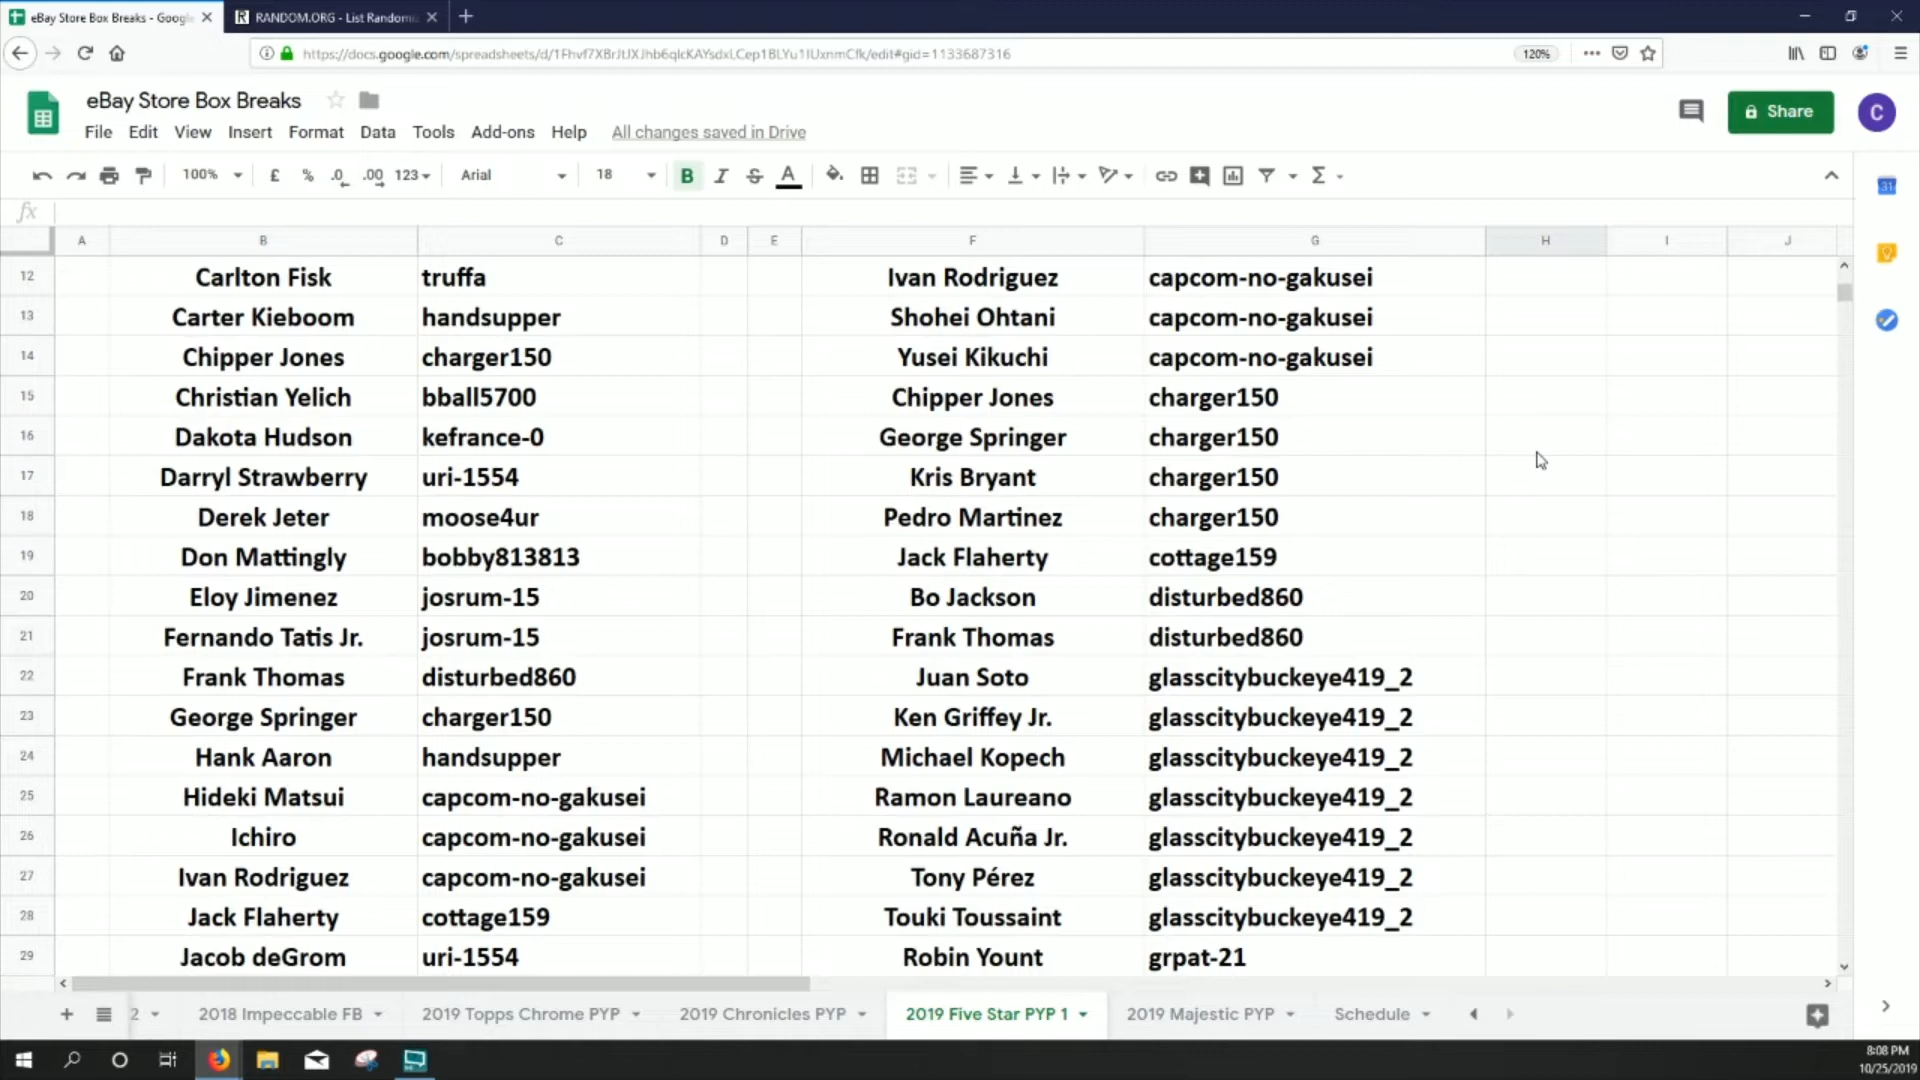 eBay Store Box Breaks - Google
RANDOM.ORG - List Randomi
https://docs.google.com/spreadsheets/d/1Fhvf7XBrJtJXJhb6qlcKAYsdxLCep1BLYu1IUxnmCfk/edit#gid=1133687316
120%
eBay Store Box Breaks
Share
C
File Edit View Insert Format Data Tools Add-ons Help All changes saved in Drive
100% £ % .0 .00 123 Arial 18 B I S A Σ
31
fx
A B C D E F G H I J
12 Carlton Fisk truffa Ivan Rodriguez capcom-no-gakusei
13 Carter Kieboom handsupper Shohei Ohtani capcom-no-gakusei
14 Chipper Jones charger150 Yusei Kikuchi capcom-no-gakusei
15 Christian Yelich bball5700 Chipper Jones charger150
16 Dakota Hudson kefrance-0 George Springer charger150
17 Darryl Strawberry uri-1554 Kris Bryant charger150
18 Derek Jeter moose4ur Pedro Martinez charger150
19 Don Mattingly bobby813813 Jack Flaherty cottage159
20 Eloy Jimenez josrum-15 Bo Jackson disturbed860
21 Fernando Tatis Jr. josrum-15 Frank Thomas disturbed860
22 Frank Thomas disturbed860 Juan Soto glasscitybuckeye419_2
23 George Springer charger150 Ken Griffey Jr. glasscitybuckeye419_2
24 Hank Aaron handsupper Michael Kopech glasscitybuckeye419_2
25 Hideki Matsui capcom-no-gakusei Ramon Laureano glasscitybuckeye419_2
26 Ichiro capcom-no-gakusei Ronald Acuña Jr. glasscitybuckeye419_2
27 Ivan Rodriguez capcom-no-gakusei Tony Pérez glasscitybuckeye419_2
28 Jack Flaherty cottage159 Touki Toussaint glasscitybuckeye419_2
29 Jacob deGrom uri-1554 Robin Yount grpat-21
2 2018 Impeccable FB 2019 Topps Chrome PYP 2019 Chronicles PYP 2019 Five Star PYP 1 2019 Majestic PYP Schedule
8:08 PM
10/25/2019